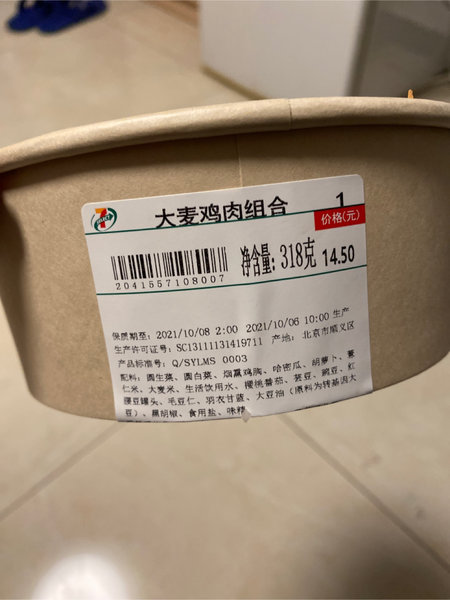 7
SELECT
大麦鸡肉组合
1
价格(元)
净含量: 318克 14.50
2041557108007
保质期至: 2021/10/08 2:00 2021/10/06 10:00 生产
生产许可证号: SC13111131419711 产地: 北京市顺义区
产品标准号: Q/SYLMS 0003
配料: 圆生菜、圆白菜、烟熏鸡胸、哈密瓜、胡萝卜、薏
仁米、大麦米、生活饮用水、樱桃番茄、芸豆、豌豆、红
腰豆罐头、毛豆仁、羽衣甘蓝、大豆油（原料为转基因大
豆）、黑胡椒、食用盐、味精